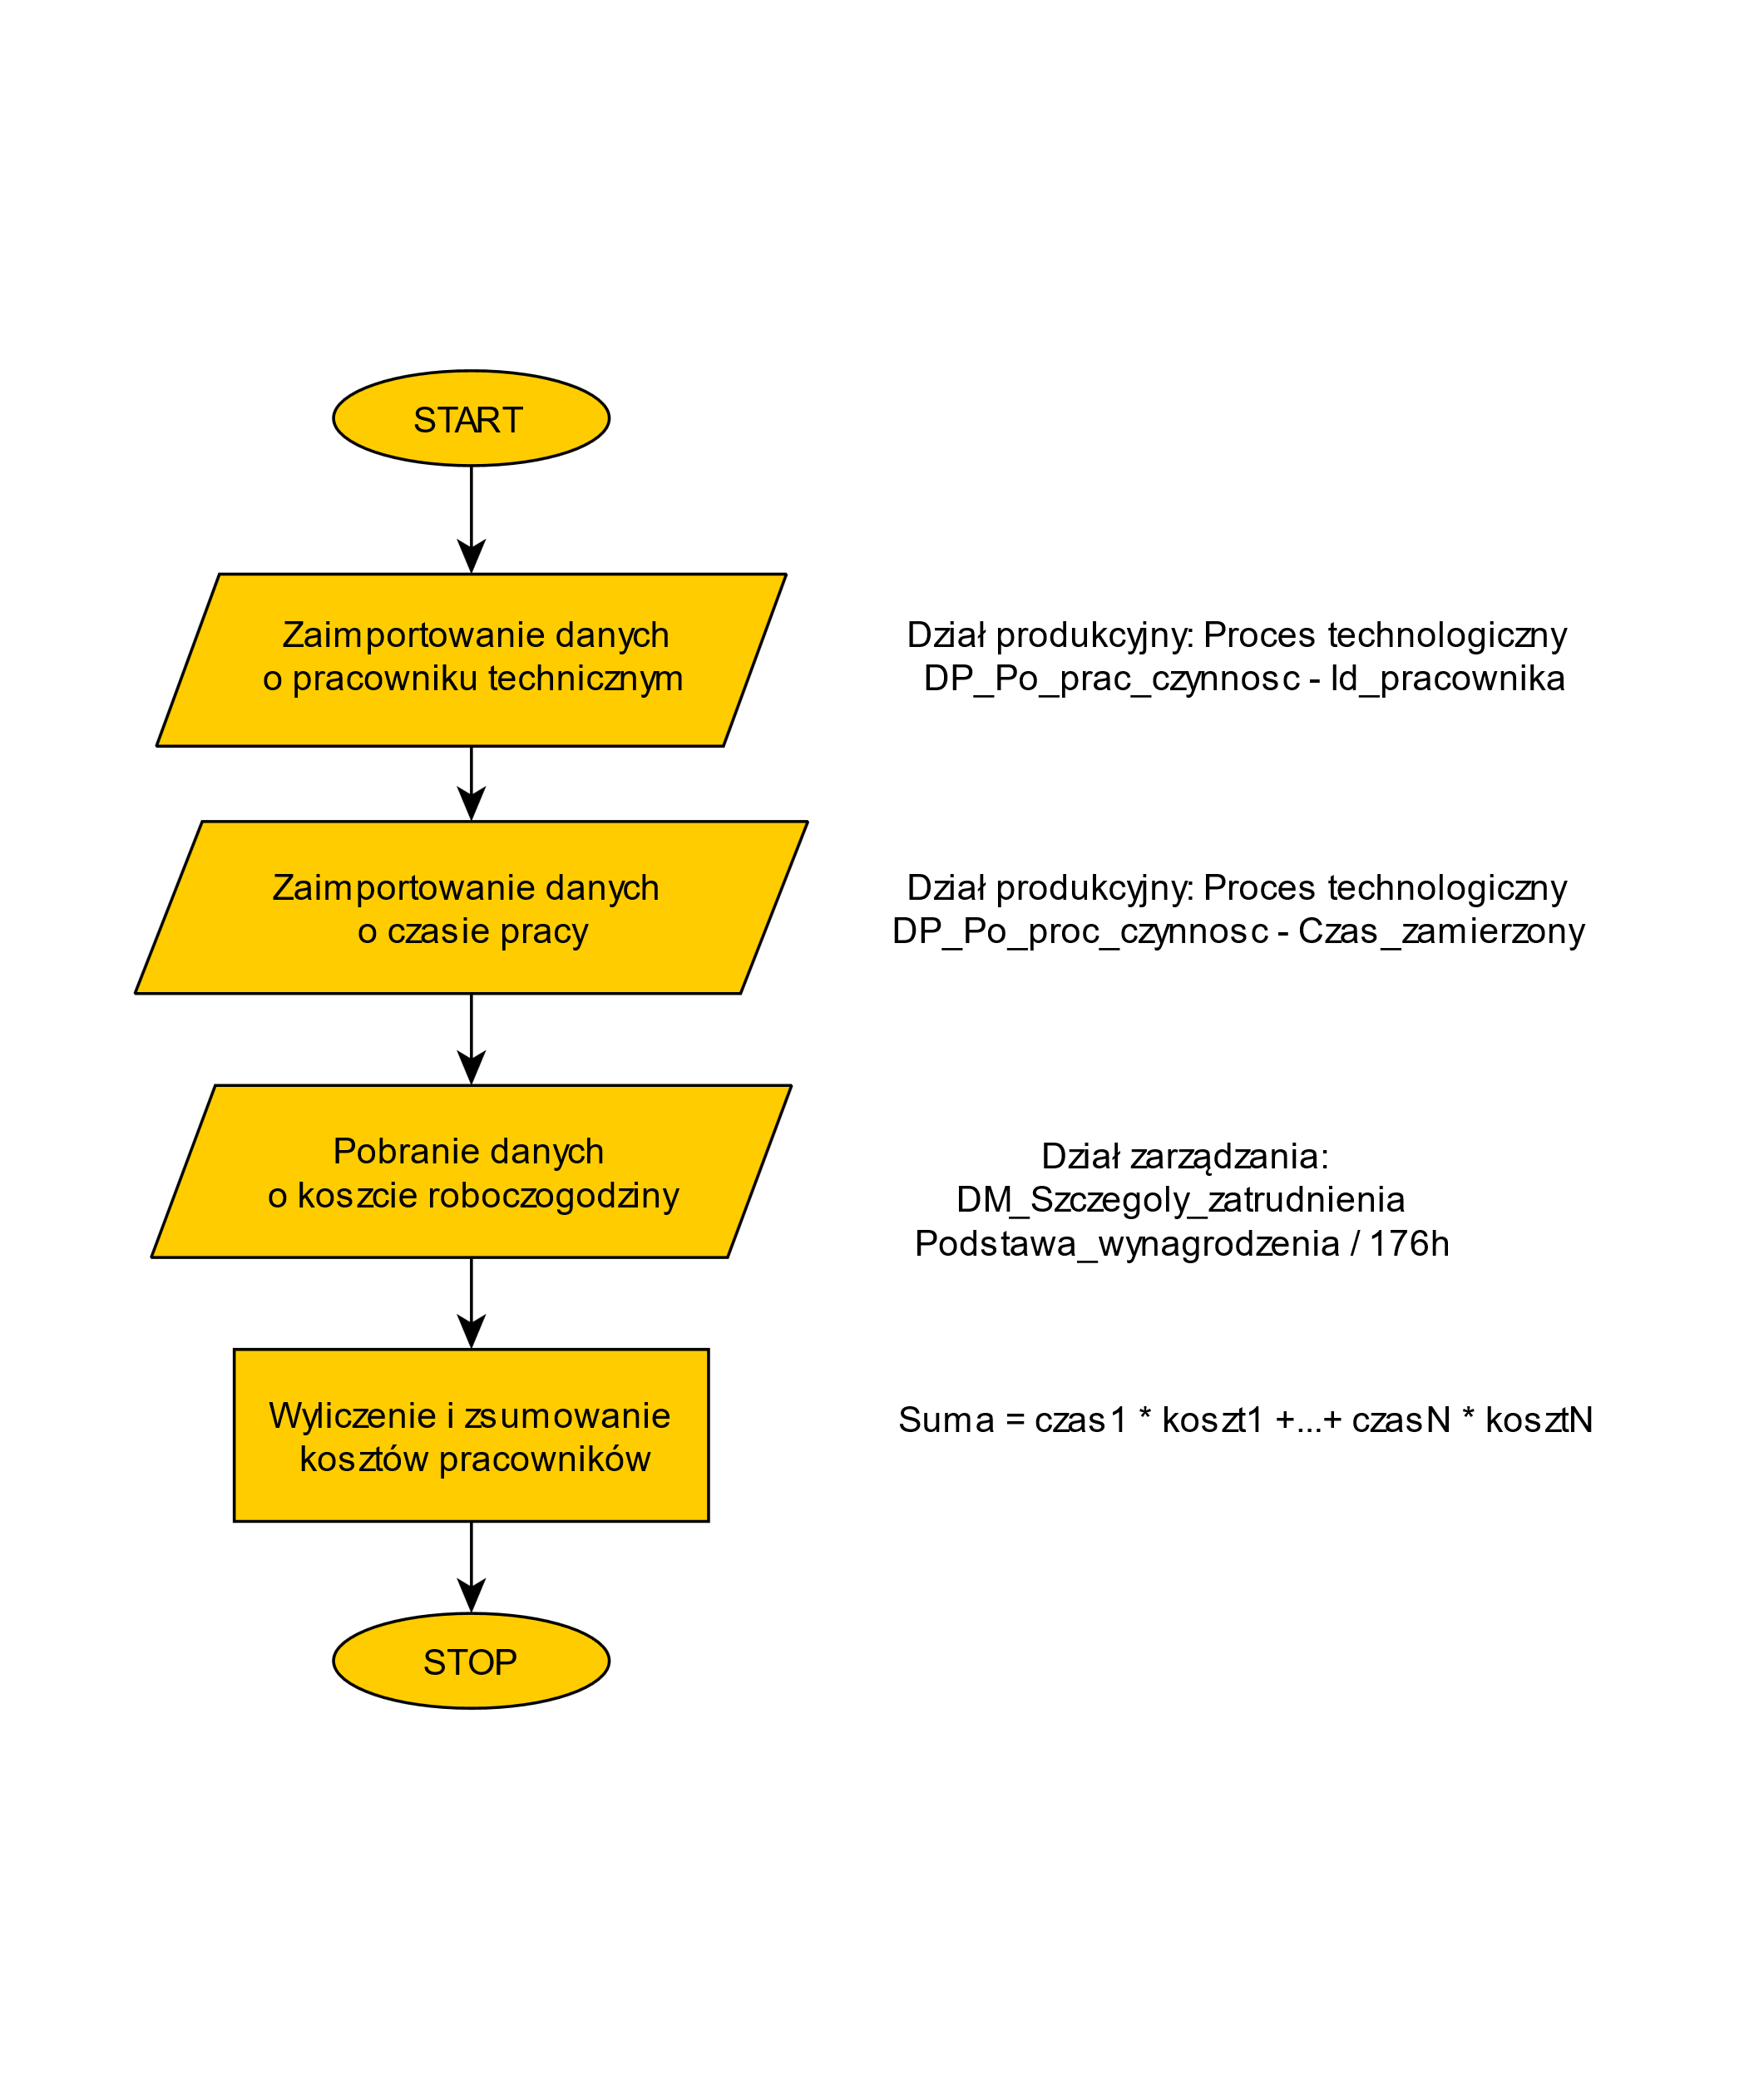 START
Zaimportowanie danych
o pracowniku technicznym
Dział produkcyjny: Proces technologiczny
DP_Po_prac_czynnosc - Id_pracownika
Zaimportowanie danych
o czasie pracy
Dział produkcyjny: Proces technologiczny
DP_Po_proc_czynnosc - Czas_zamierzony
Pobranie danych
o koszcie roboczogodziny
Dział zarządzania:
DM_Szczegoly_zatrudnienia
Podstawa_wynagrodzenia / 176h
Wyliczenie i zsumowanie
kosztów pracowników
Suma = czas1 * koszt1 +...+ czasN * kosztN
STOP